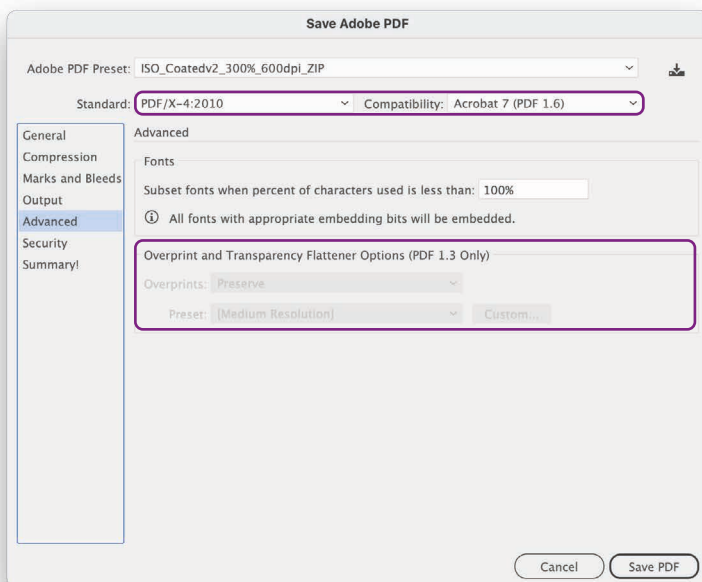 Save Adobe PDF
Adobe PDF Preset: ISO_Coatedv2_300%_600dpi_ZIP
Standard: PDF/X-4:2010 Compatibility: Acrobat 7 (PDF 1.6)
General
Compression
Marks and Bleeds
Output
Advanced
Security
Summary!
Advanced
Fonts
Subset fonts when percent of characters used is less than: 100%
All fonts with appropriate embedding bits will be embedded.
Overprint and Transparency Flattener Options (PDF 1.3 Only)
Overprints: Preserve
Preset: [Medium Resolution] Custom...
Cancel Save PDF